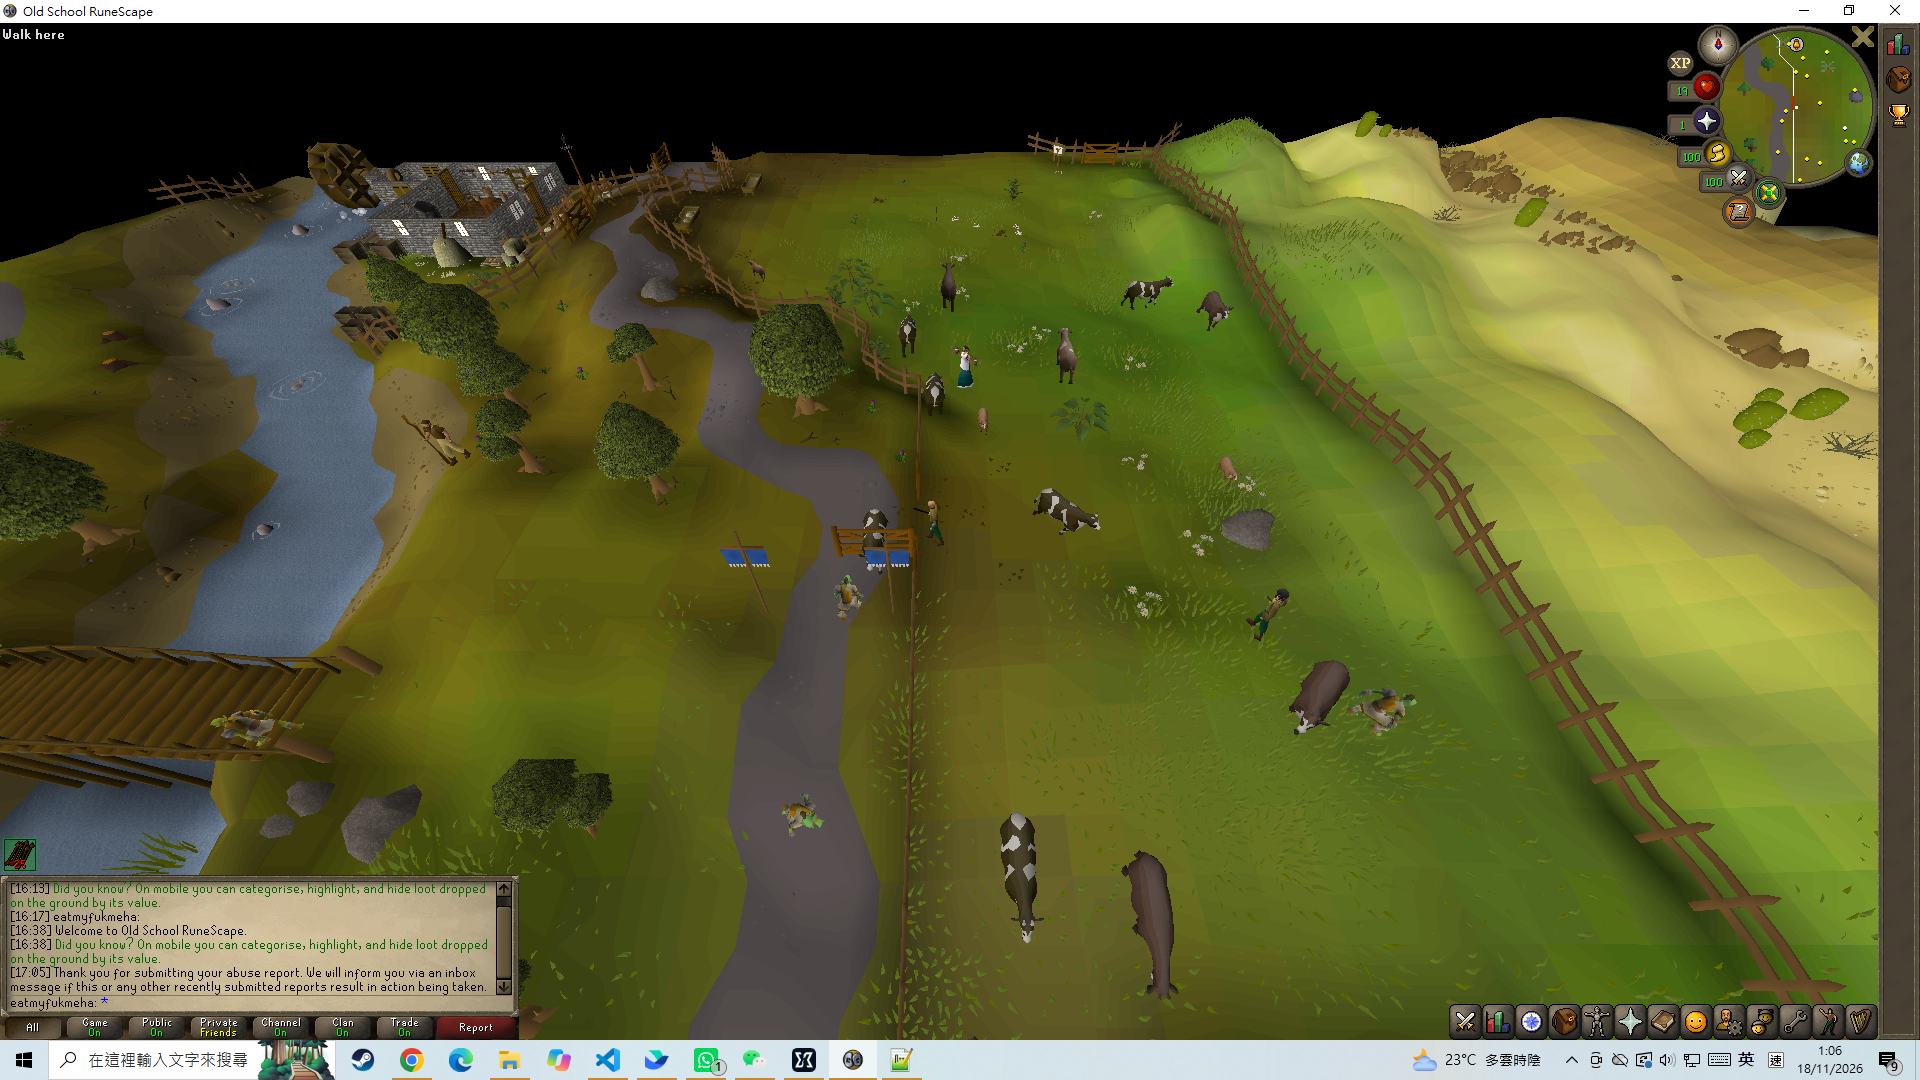 Old School RuneScape
Walk here
N
XP
19
1
100
100
25
[16:13] Did you know? On mobile you can categorise, highlight, and hide loot dropped
on the ground by its value.
[16:17] eatmyfukmeha:
[16:38] Welcome to Old School RuneScape.
[16:38] Did you know? On mobile you can categorise, highlight, and hide loot dropped
on the ground by its value.
[17:05] Thank you for submitting your abuse report. We will inform you via an inbox
message if this or any other recently submitted reports result in action being taken.
eatmyfukmeha: *
All
Game
On
Public
On
Private
Friends
Channel
On
Clan
On
Trade
On
Report
在這裡輸入文字來搜尋
1
23°C 多雲時陰
英
速
1:06
18/11/2026
9